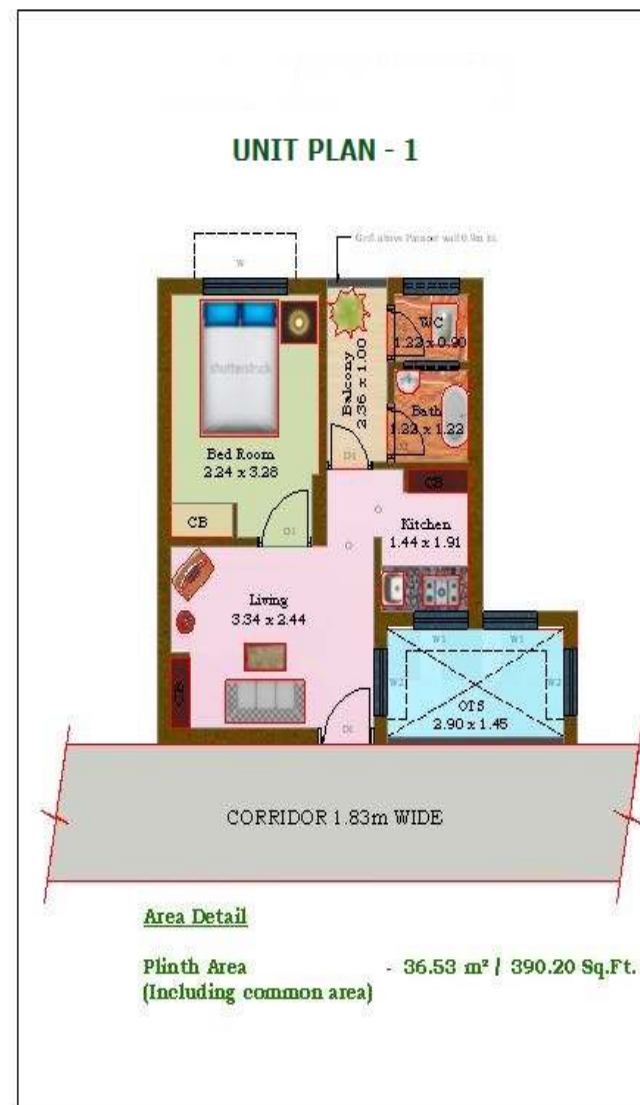 UNIT PLAN - 1
W
WC
1.22 x 0.90
Balcony
2.36 x 1.00
shutterstock
Bath
1.22 x 1.22
Bed Room
2.24 x 3.28
D1
CB
CB
Kitchen
1.44 x 1.91
D1
Living
3.34 x 2.44
CB
W1
W1
W2
W2
OTS
2.90 x 1.45
CORRIDOR 1.83m WIDE
Area Detail
Plinth Area - 36.53 m² / 390.20 Sq.Ft.
(Including common area)